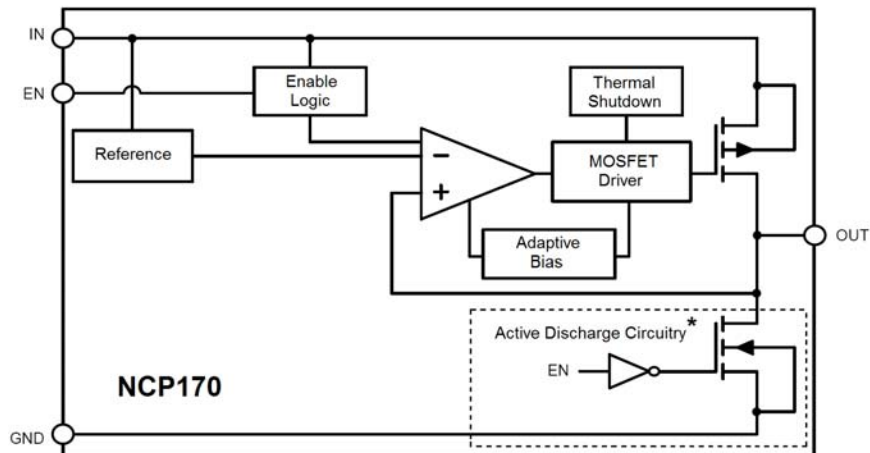 IN
EN
Enable
Logic
Thermal
Shutdown
Reference
−
+
MOSFET
Driver
Adaptive
Bias
OUT
Active Discharge Circuitry*
EN
NCP170
GND